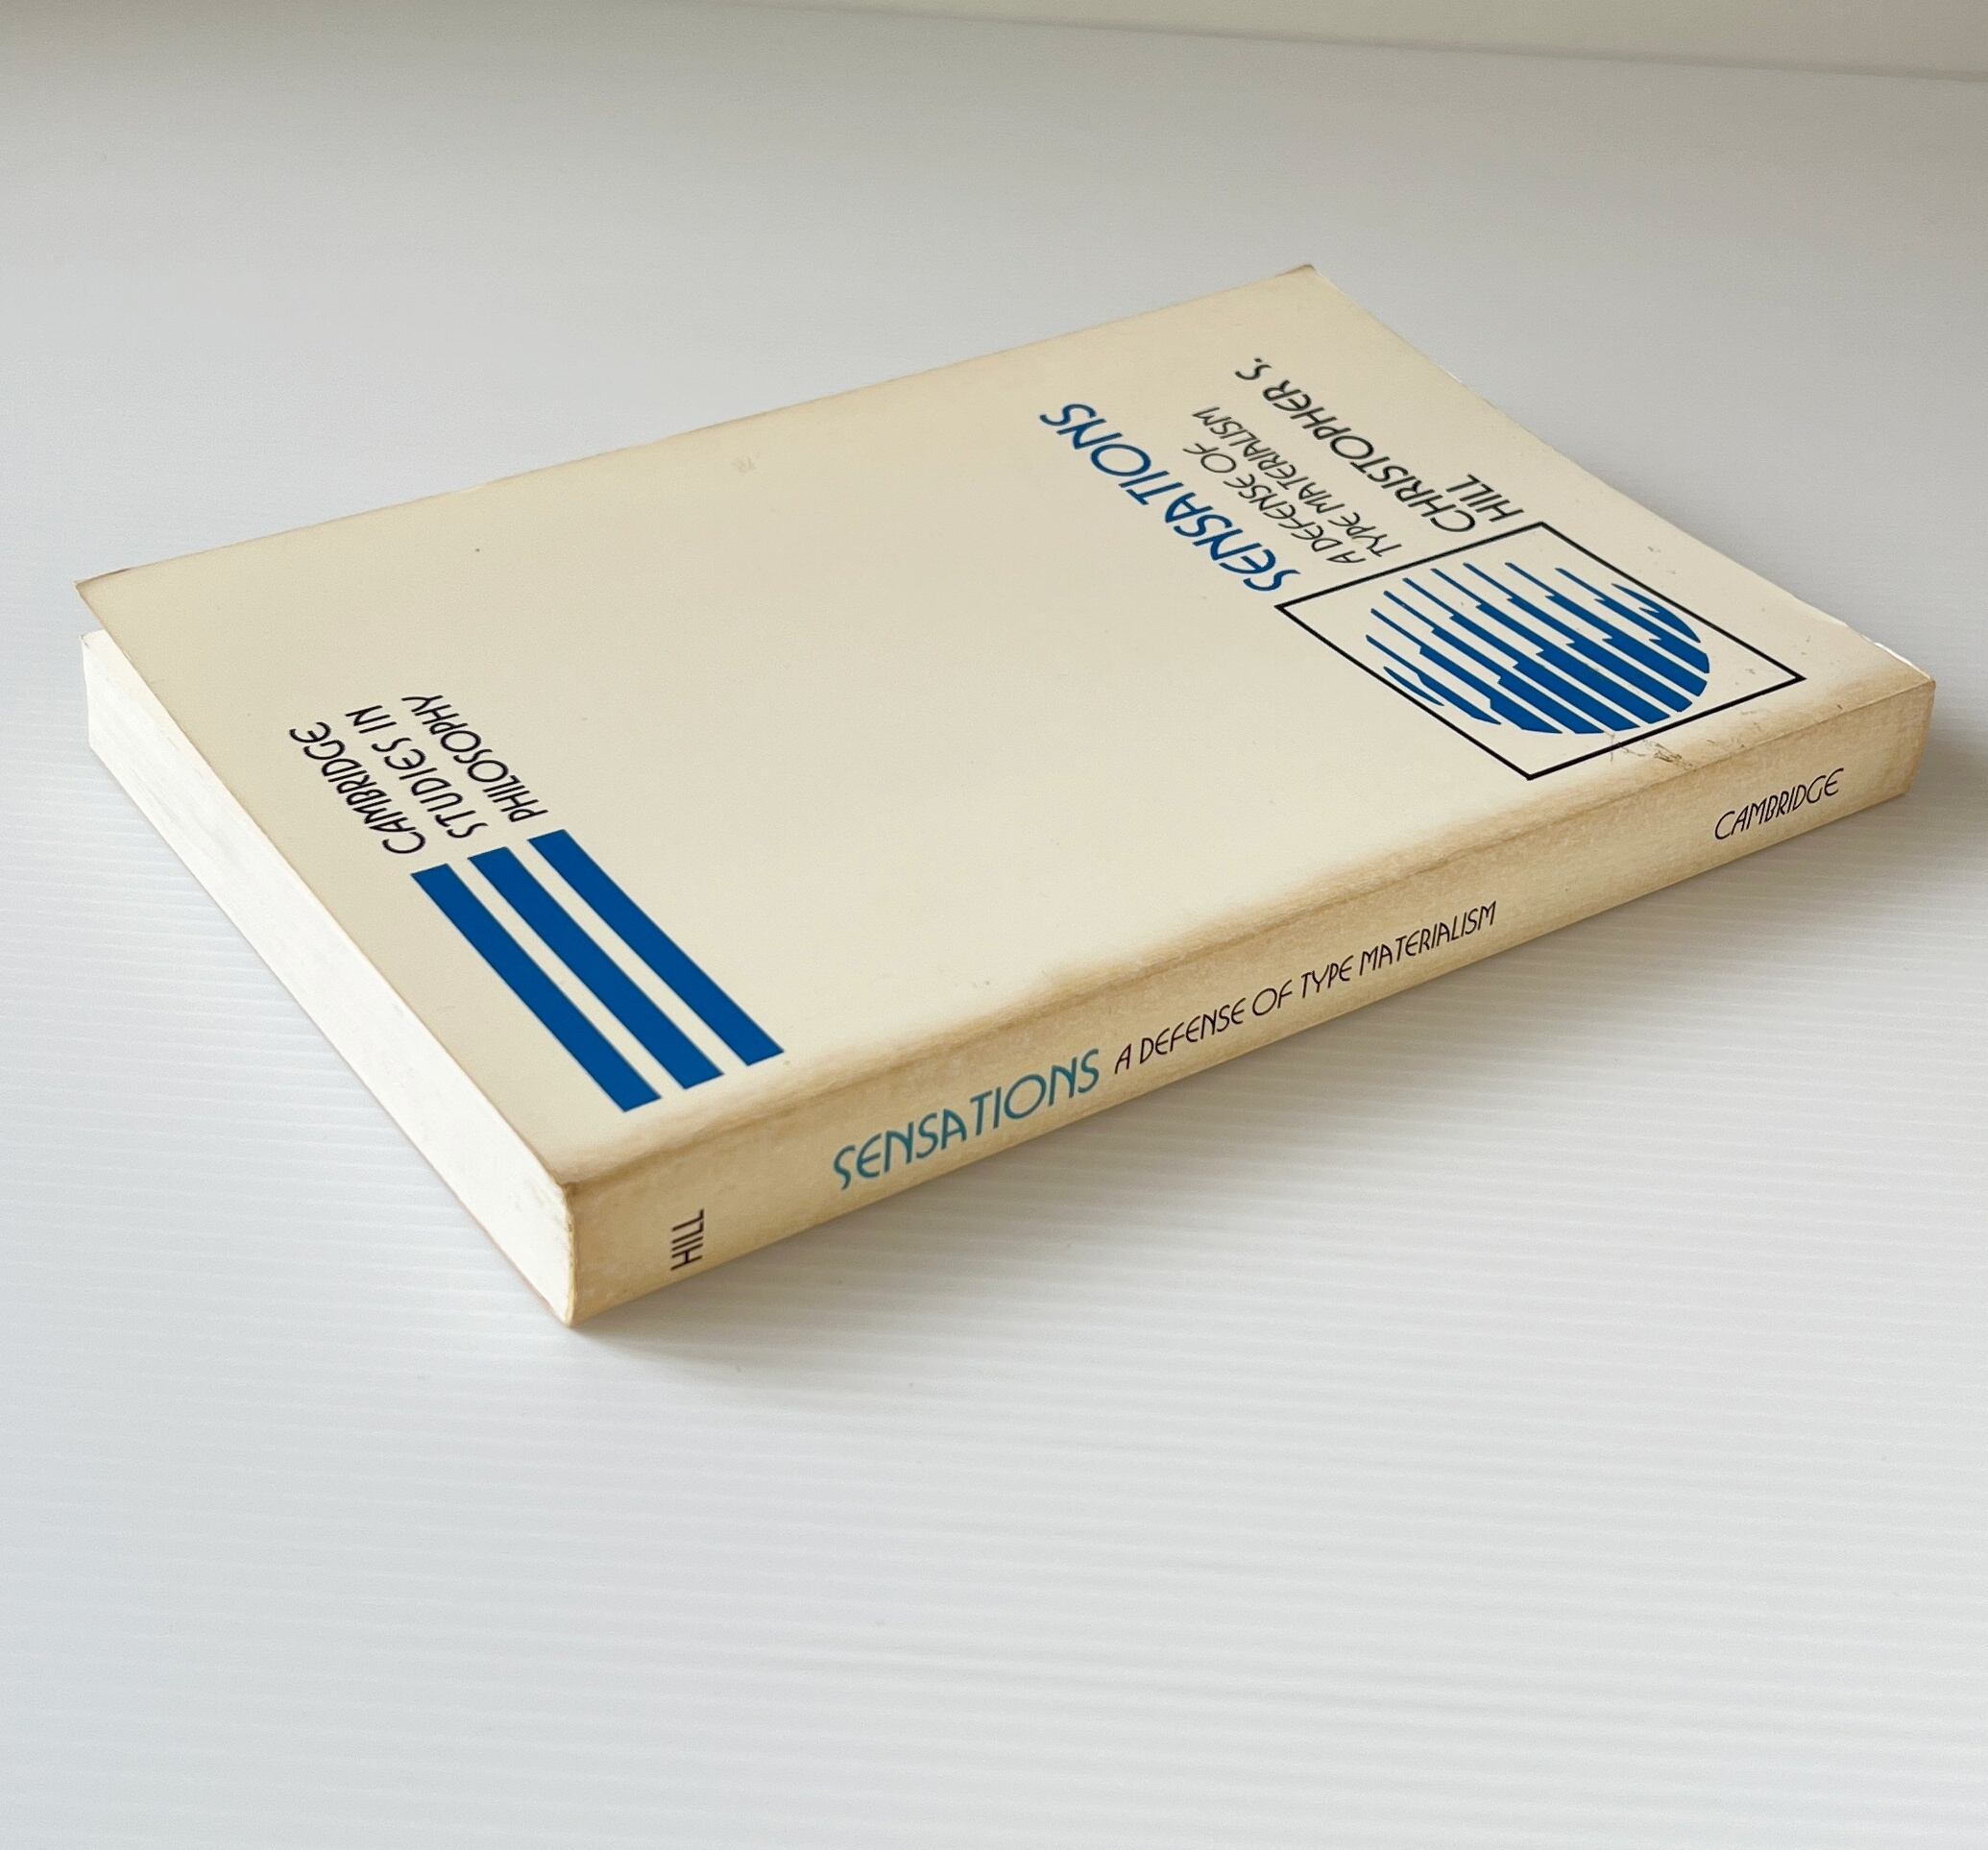 SENSATIONS
A DEFENSE OF
TYPE MATERIALISM
CHRISTOPHER S.
HILL
CAMBRIDGE
STUDIES IN
PHILOSOPHY
HILL
SENSATIONS A DEFENSE OF TYPE MATERIALISM
CAMBRIDGE